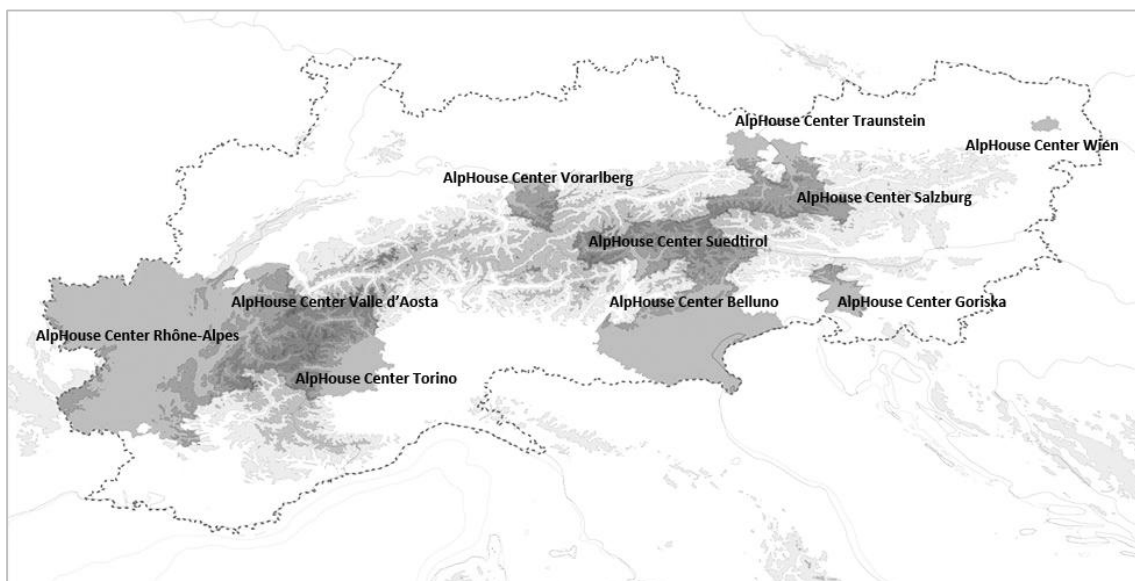 AlpHouse Center Traunstein
AlpHouse Center Wien
AlpHouse Center Vorarlberg
AlpHouse Center Salzburg
AlpHouse Center Suedtirol
AlpHouse Center Valle d'Aosta
AlpHouse Center Belluno
AlpHouse Center Goriska
AlpHouse Center Rhône-Alpes
AlpHouse Center Torino